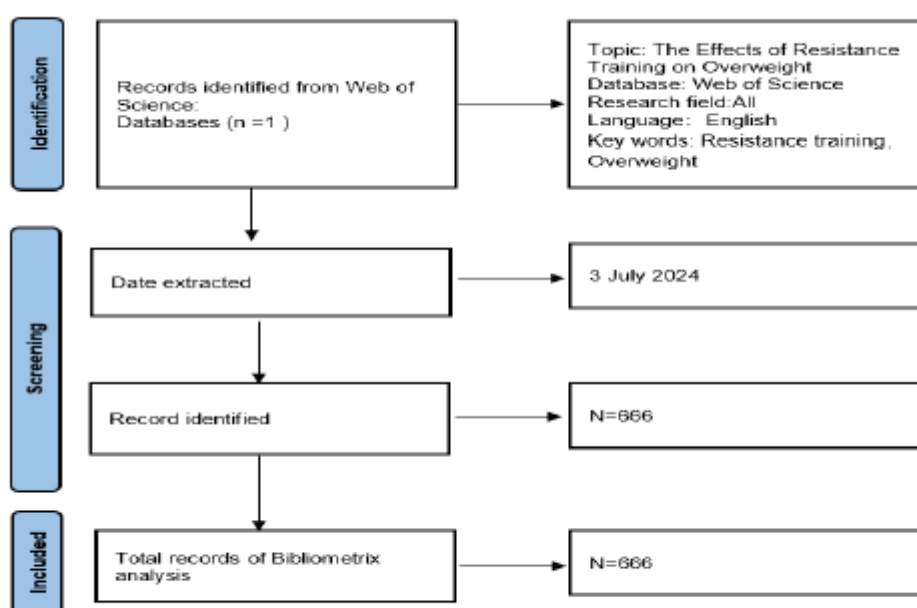 Identification
Records identified from Web of
Science:
Databases (n =1 )
Topic: The Effects of Resistance
Training on Overweight
Database: Web of Science
Research field:All
Language: English
Key words: Resistance training,
Overweight
Screening
Date extracted
3 July 2024
Record identified
N=666
Included
Total records of Bibliometrix
analysis
N=666